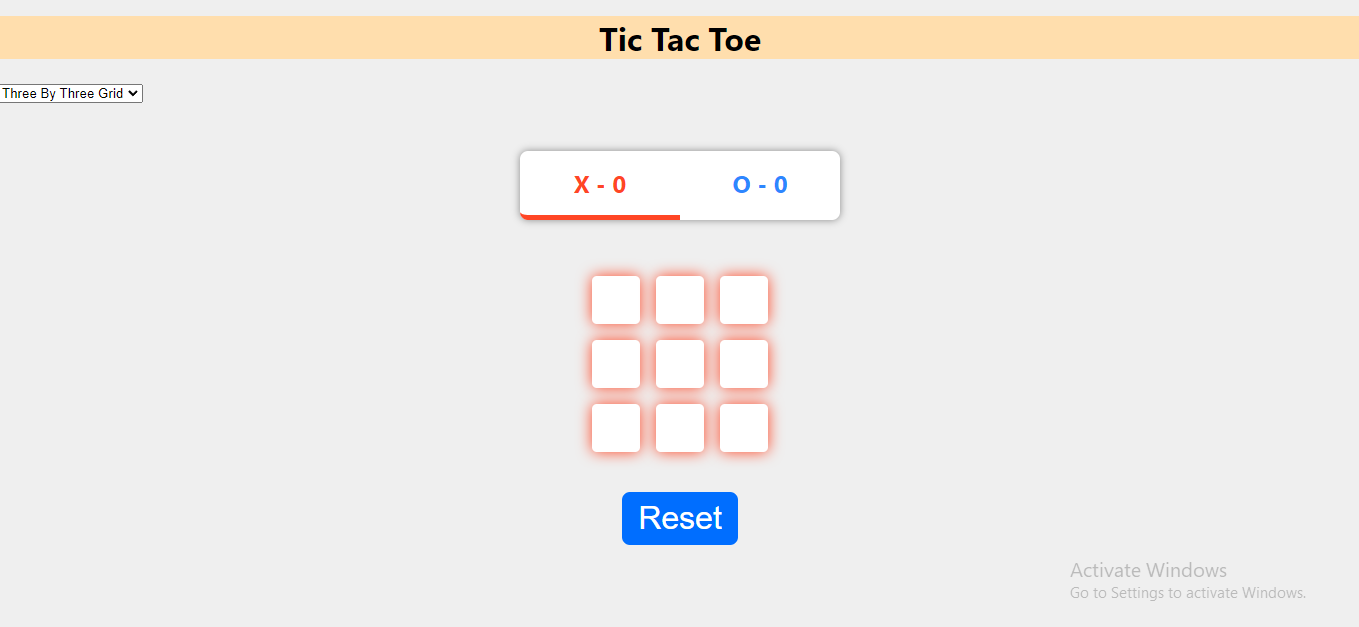 Tic Tac Toe
Three By Three Grid
X - 0
O - 0
Reset
Activate Windows
Go to Settings to activate Windows.